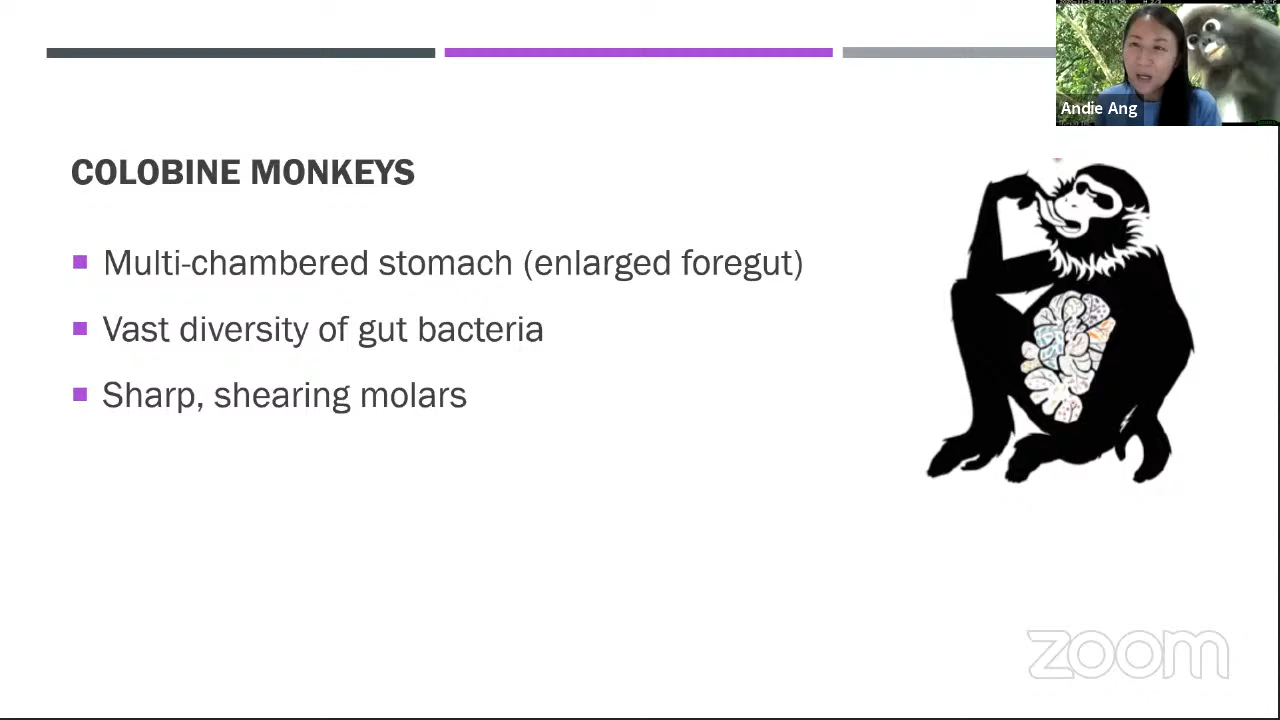 Andie Ang
COLOBINE MONKEYS
Multi-chambered stomach (enlarged foregut)
Vast diversity of gut bacteria
Sharp, shearing molars
zoom